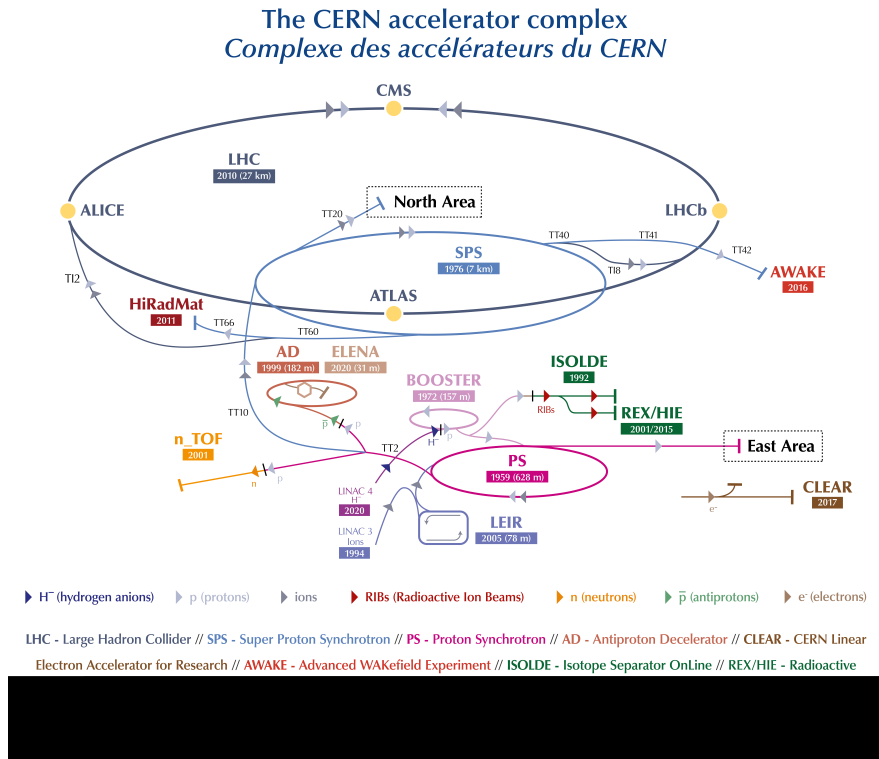 The CERN accelerator complex
Complexe des accélérateurs du CERN
CMS
LHC
2010 (27 km)
ALICE
TT20
North Area
LHCb
TT40
TT41
SPS
1976 (7 km)
TT42
TI8
AWAKE
2016
TI2
ATLAS
HiRadMat
2011
TT66
TT60
AD
1999 (182 m)
ELENA
2020 (31 m)
ISOLDE
1992
BOOSTER
1972 (157 m)
RIBs
REX/HIE
2001/2015
TT10
p
p̅
H⁻
p
n_TOF
2001
TT2
East Area
n
p
PS
1959 (628 m)
LINAC 4
H⁻
2020
CLEAR
2017
e⁻
LINAC 3
Ions
1994
LEIR
2005 (78 m)
H⁻ (hydrogen anions)
p (protons)
ions
RIBs (Radioactive Ion Beams)
n (neutrons)
p̅ (antiprotons)
e⁻ (electrons)
LHC - Large Hadron Collider // SPS - Super Proton Synchrotron // PS - Proton Synchrotron // AD - Antiproton Decelerator // CLEAR - CERN Linear
Electron Accelerator for Research // AWAKE - Advanced WAKefield Experiment // ISOLDE - Isotope Separator OnLine // REX/HIE - Radioactive